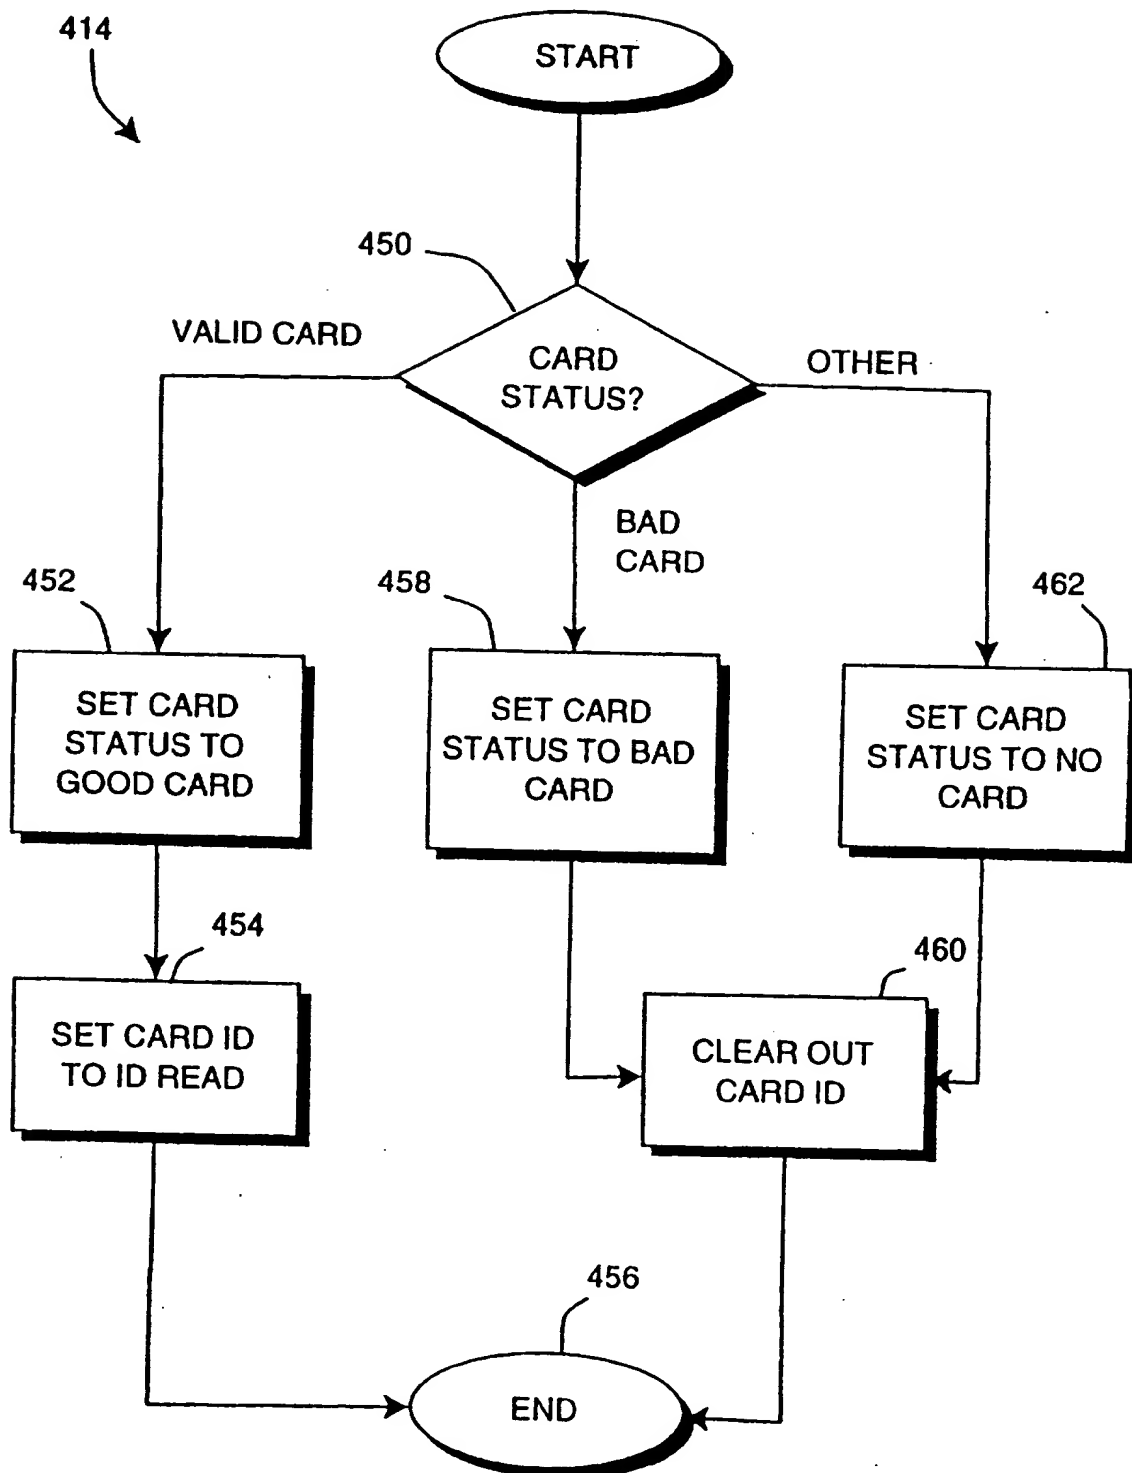 414
START
450
VALID CARD
CARD
STATUS?
OTHER
BAD
CARD
452
458
462
SET CARD
STATUS TO
GOOD CARD
SET CARD
STATUS TO BAD
CARD
SET CARD
STATUS TO NO
CARD
454
460
SET CARD ID
TO ID READ
CLEAR OUT
CARD ID
456
END